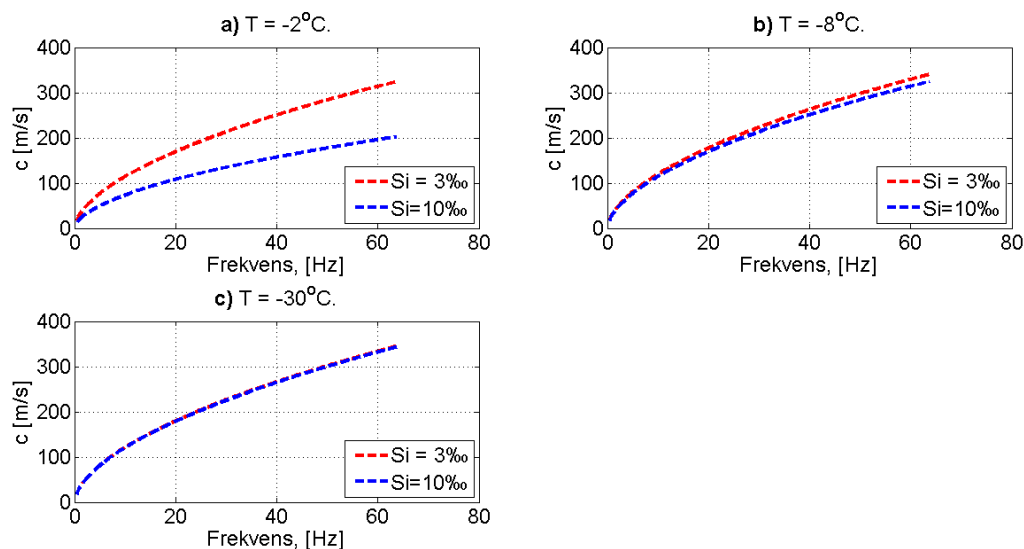 a) T = -2°C.
400
300
200
100
0
c [m/s]
Si = 3‰
Si=10‰
0 20 40 60 80
Frekvens, [Hz]
b) T = -8°C.
400
300
200
100
0
c [m/s]
Si = 3‰
Si=10‰
0 20 40 60 80
Frekvens, [Hz]
c) T = -30°C.
400
300
200
100
0
c [m/s]
Si = 3‰
Si=10‰
0 20 40 60 80
Frekvens, [Hz]